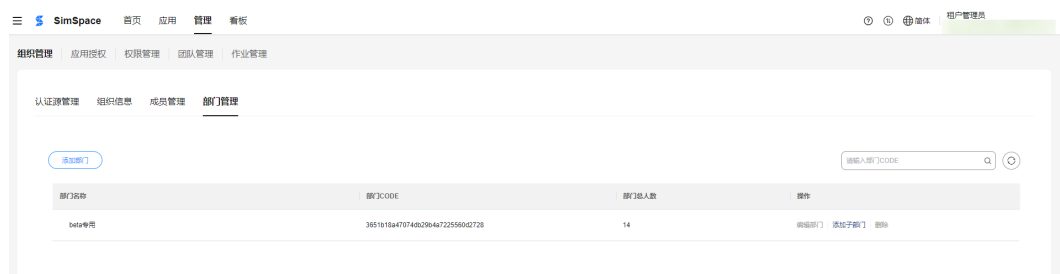 SimSpace 首页 应用 管理 看板 简体 租户管理员
组织管理 应用授权 权限管理 团队管理 作业管理
认证源管理 组织信息 成员管理 部门管理
添加部门 请输入部门CODE
部门名称 部门CODE 部门总人数 操作
beta专用 3651b18a47074db29b4a7225560d2728 14 编辑部门 添加子部门 删除